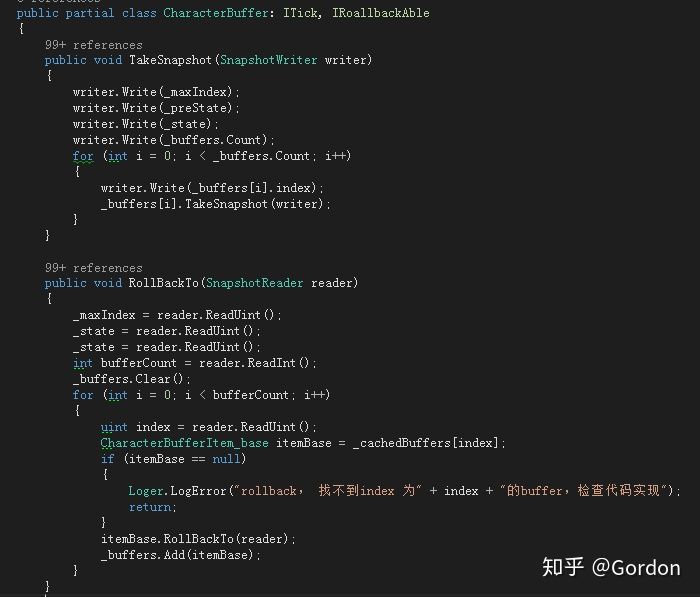 public partial class CharacterBuffer: ITick, IRoallbackAble
{
99+ references
public void TakeSnapshot(SnapshotWriter writer)
{
writer.Write(_maxIndex);
writer.Write(_preState);
writer.Write(_state);
writer.Write(_buffers.Count);
for (int i = 0; i < _buffers.Count; i++)
{
writer.Write(_buffers[i].index);
_buffers[i].TakeSnapshot(writer);
}
}
99+ references
public void RollBackTo(SnapshotReader reader)
{
_maxIndex = reader.ReadUint();
_state = reader.ReadUint();
_state = reader.ReadUint();
int bufferCount = reader.ReadInt();
_buffers.Clear();
for (int i = 0; i < bufferCount; i++)
{
uint index = reader.ReadUint();
CharacterBufferItem_base itemBase = _cachedBuffers[index];
if (itemBase == null)
{
Loger.LogError("rollback， 找不到index 为" + index + "的buffer，检查代码实现");
return;
}
itemBase.RollBackTo(reader);
_buffers.Add(itemBase);
}
}
知乎 @Gordon